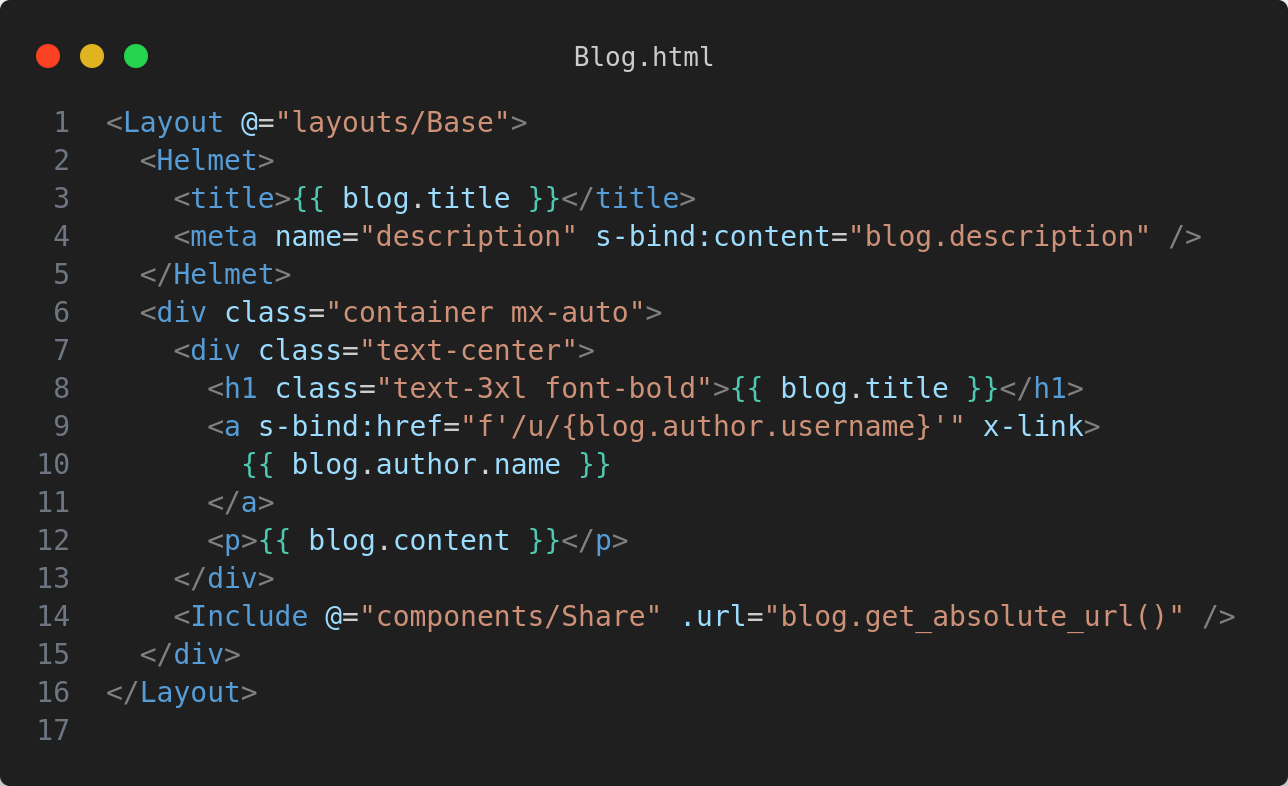 Blog.html
1 <Layout @="layouts/Base">
2   <Helmet>
3     <title>{{ blog.title }}</title>
4     <meta name="description" s-bind:content="blog.description" />
5   </Helmet>
6   <div class="container mx-auto">
7     <div class="text-center">
8       <h1 class="text-3xl font-bold">{{ blog.title }}</h1>
9       <a s-bind:href="f'/u/{blog.author.username}'" x-link>
10         {{ blog.author.name }}
11       </a>
12       <p>{{ blog.content }}</p>
13     </div>
14     <Include @="components/Share" .url="blog.get_absolute_url()" />
15   </div>
16 </Layout>
17